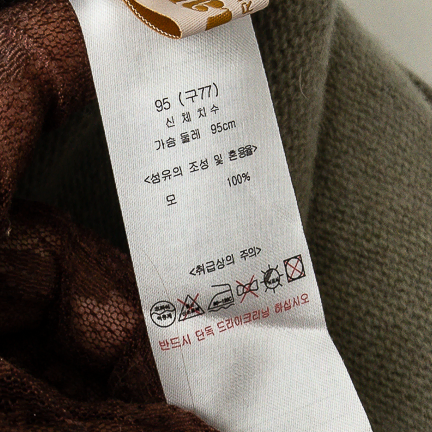 95 (구77)
신 체 치 수
가슴 둘레 95cm
<섬유의 조성 및 혼용율>
모 100%
<취급상의 주의>
반드시 단독 드라이크리닝 하십시오